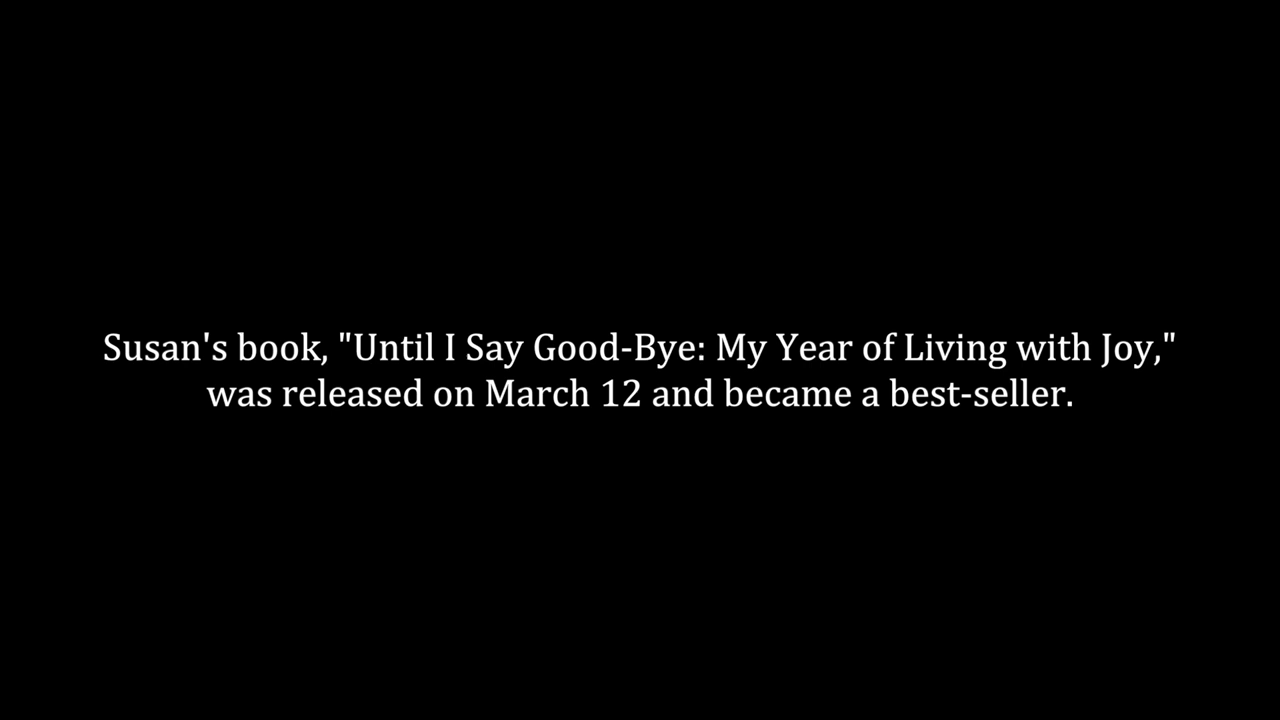 Susan's book, "Until I Say Good-Bye: My Year of Living with Joy,"
was released on March 12 and became a best-seller.